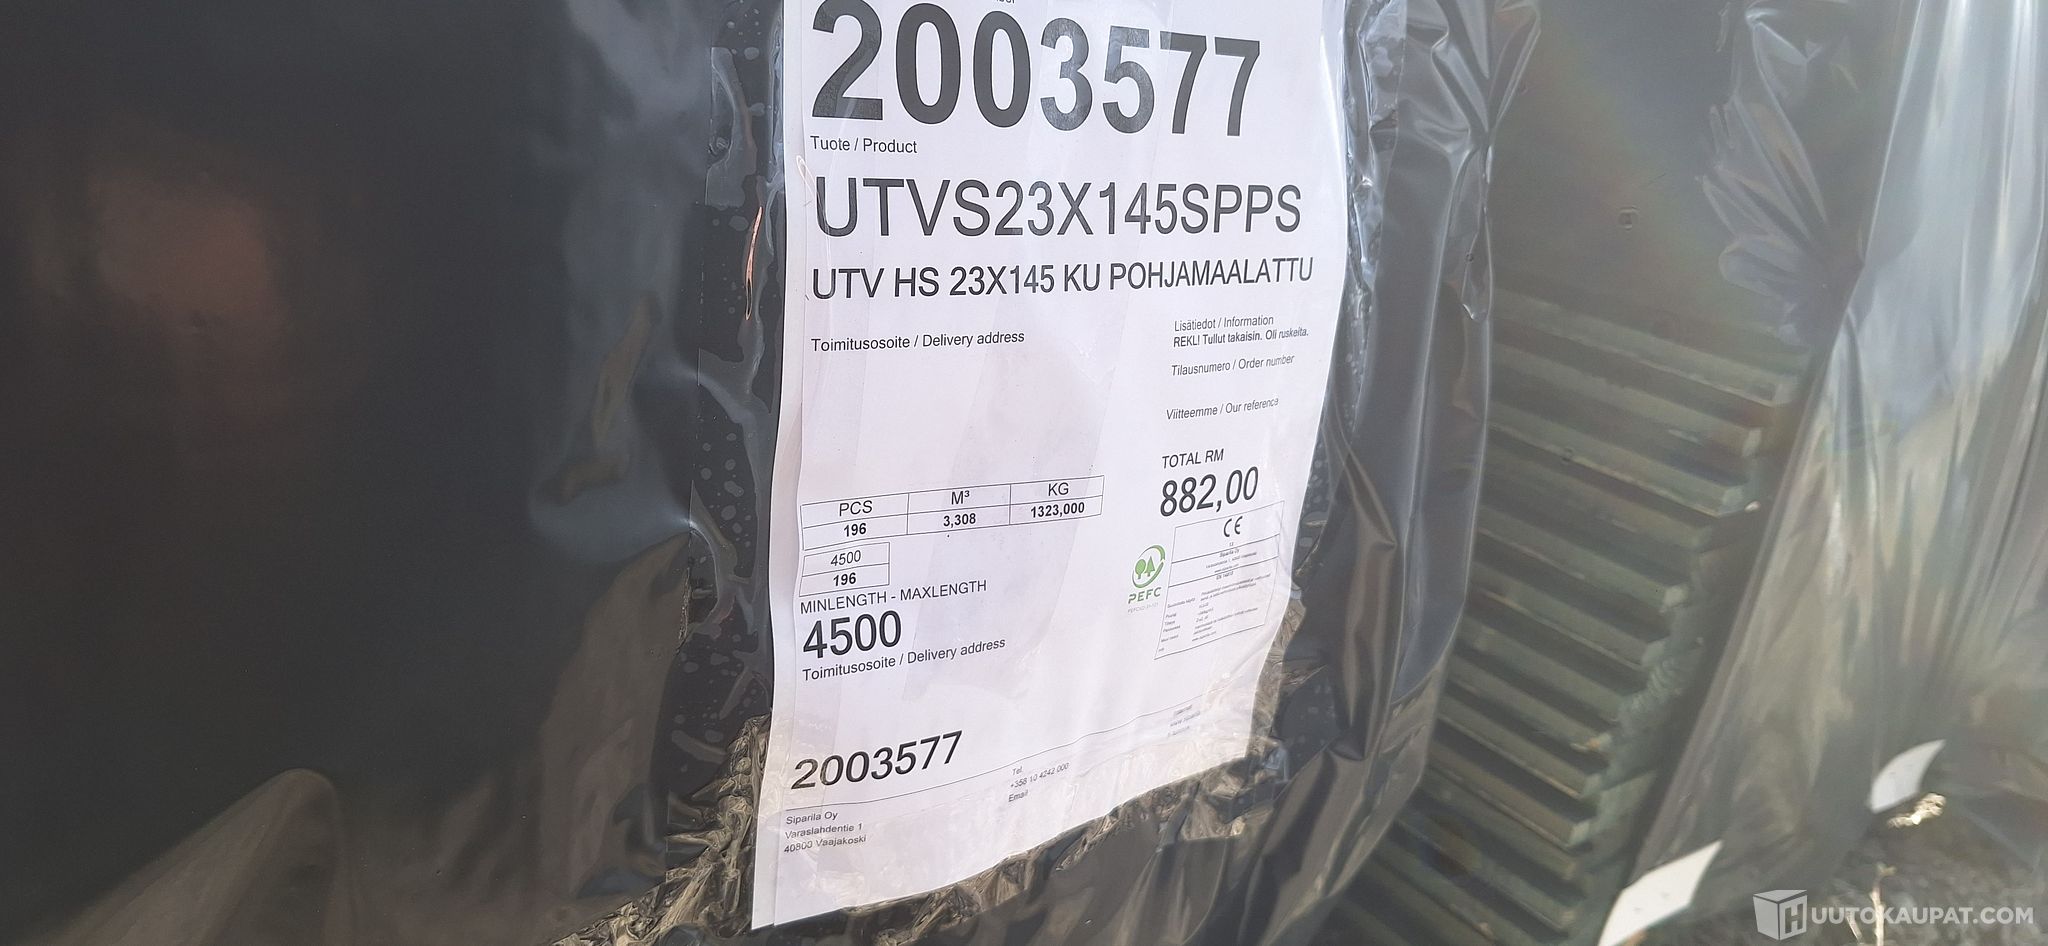 2003577
Tuote / Product
UTVS23X145SPPS
UTV HS 23X145 KU POHJAMAALATTU
Toimitusosoite / Delivery address
Lisätiedot / Information
REKL! Tullut takaisin. Oli ruskeita.
Tilausnumero / Order number
Viitteemme / Our reference
TOTAL RM
882,00
PCS M³ KG
196 3,308 1323,000
4500
196
MINLENGTH - MAXLENGTH
4500
Toimitusosoite / Delivery address
CE
Siparila Oy
PEFC
2003577
Siparila Oy
Varaslahdentie 1
40800 Vaajakoski
Tel.
+358 10 4242 000
Email
HUUTOKAUPAT.COM